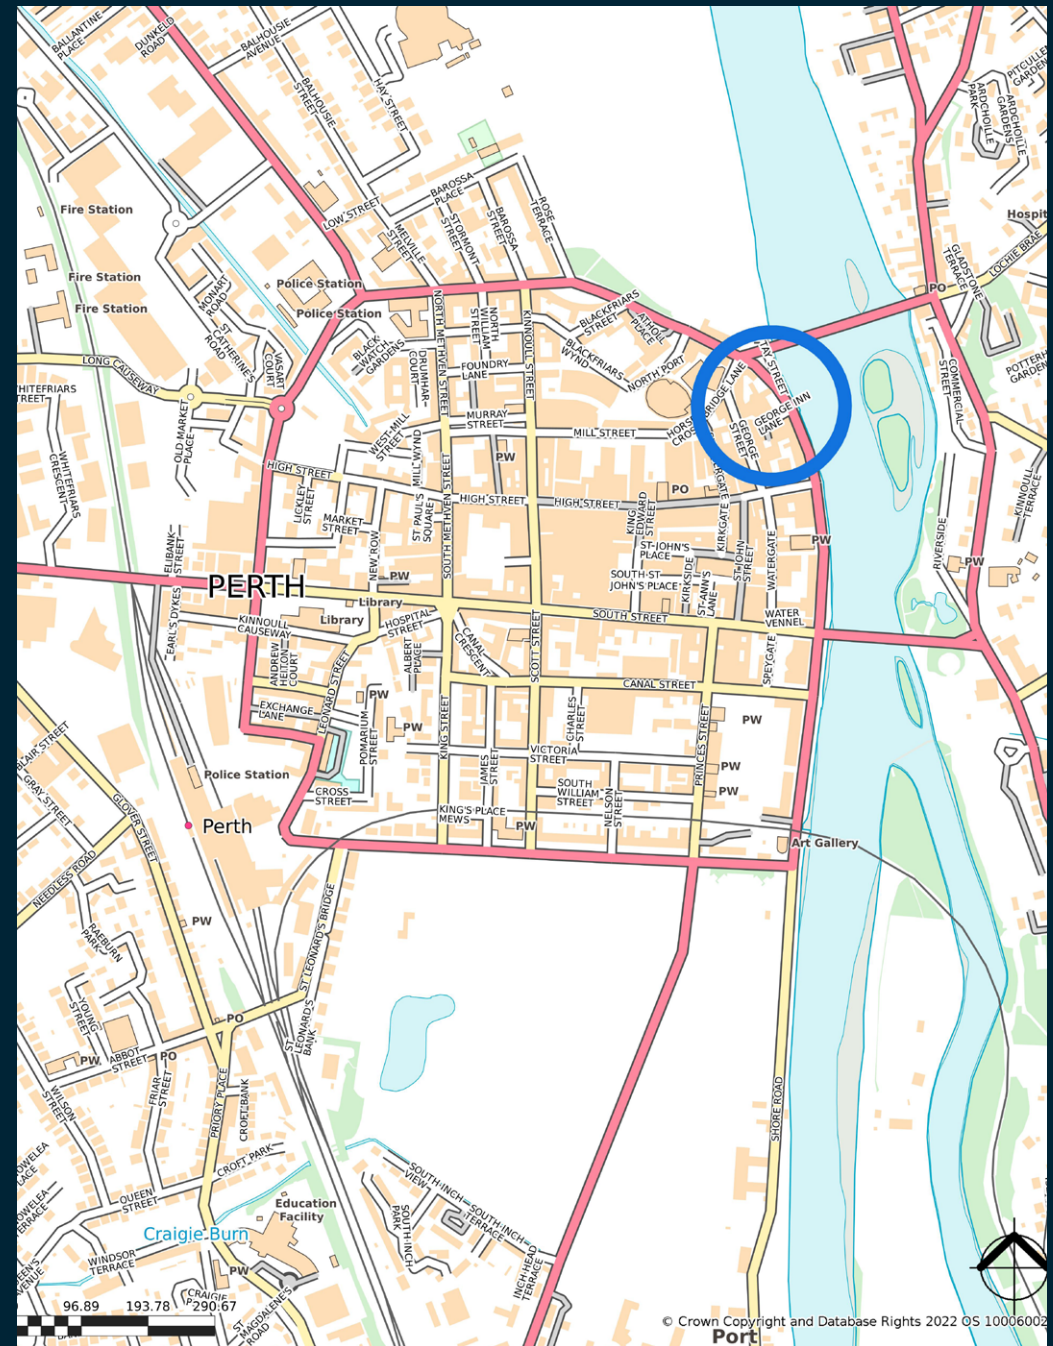 BALLANTINE
PLACE
DUNKELD
ROAD
BALHOUSIE
AVENUE
BALHOUSIE
STREET
HAY STREET
PITCULLEN
GARDEN
ARDCHOILLE
PARK
ARDCHOILLE
GARDENS
Fire Station
Fire Station
Fire Station
LOW STREET
BAROSSA
PLACE
MELVILLE
STREET
STORMONT
STREET
BAROSSA
STREET
ROSE
TERRACE
Hospit
LOCHIE BRAE
GLADSTONE
TERRACE
PO
Police Station
Police Station
MONART
ROAD
ST
CATHERINE'S
ROAD
VASART
COURT
LONG CAUSEWAY
OLD MARKET
PLACE
WHITEFRIARS
CRESCENT
HITEFRIARS
STREET
BLACK
WATCH
GARDENS
DRUMHAR
COURT
NORTH METHVEN STREET
NORTH
WILLIAM
STREET
KINNOULL STREET
FOUNDRY
LANE
BLACKFRIARS
STREET
BLACKFRIARS
WYND
ATHOLL
PLACE
NORTH PORT
TAY STREET
BRIDGE LANE
GEORGE INN
LANE
GEORGE
STREET
HORSE
CROSS
COMMERCIAL
STREET
POTTERH
GARDEN
MURRAY
STREET
MILL STREET
WEST-MILL
STREET
MILL WYND
PW
HIGH STREET
HIGH STREET
HIGH STREET
PO
LICKLEY
STREET
MARKET
STREET
ST PAUL'S
SQUARE
NEW ROW
SOUTH METHVEN STREET
KING
EDWARD
STREET
ERGATE
KIRKGATE
ST-JOHN'S
PLACE
SOUTH ST
JOHN'S PLACE
KIRKSIDE
ST-ANN'S
LANE
ST-JOHN
STREET
WATERGATE
PW
RIVERSIDE
KINNOULL
TERRACE
PW
ELIBANK
STREET
EARL'S DYKES
PERTH
PW
Library
Library
KINNOULL
CAUSEWAY
HOSPITAL
STREET
SOUTH STREET
WATER
VENNEL
SPEYGATE
ANDREW
HEITON
COURT
LEONARD STREET
ALBERT
PLACE
CANAL
CRESCENT
SCOTT STREET
CANAL STREET
EXCHANGE
LANE
PW
POMARIUM
STREET
PW
KING STREET
JAMES
STREET
CHARLES
STREET
VICTORIA
STREET
PRINCES STREET
PW
PW
PW
Police Station
CROSS
STREET
KING'S PLACE
MEWS
PW
SOUTH
WILLIAM
STREET
NELSON
STREET
Art Gallery
BLAIR STREET
GRAY STREET
GLOVER STREET
NEEDLESS ROAD
Perth
PW
RAEBURN
PARK
YOUNG
STREET
ST LEONARD'S BRIDGE
ST
LEONARD'S
BANK
PO
PO
PW
ABBOT
STREET
WILSON
STREET
FRIAR
STREET
PRIORY PLACE
CROFT BANK
CROFT PARK
QUEEN
STREET
WINDSOR
TERRACE
Craigie Burn
Education
Facility
PW
CRAIGIE
ST
MAGDALENE'S
ROAD
SOUTH-INCH
VIEW
SOUTH-INCH
TERRACE
SOUTH-INCH
PARK
INCH-HEAD
TERRACE
SHORE ROAD
Port
96.89 193.78 290.67
© Crown Copyright and Database Rights 2022 OS 10006002